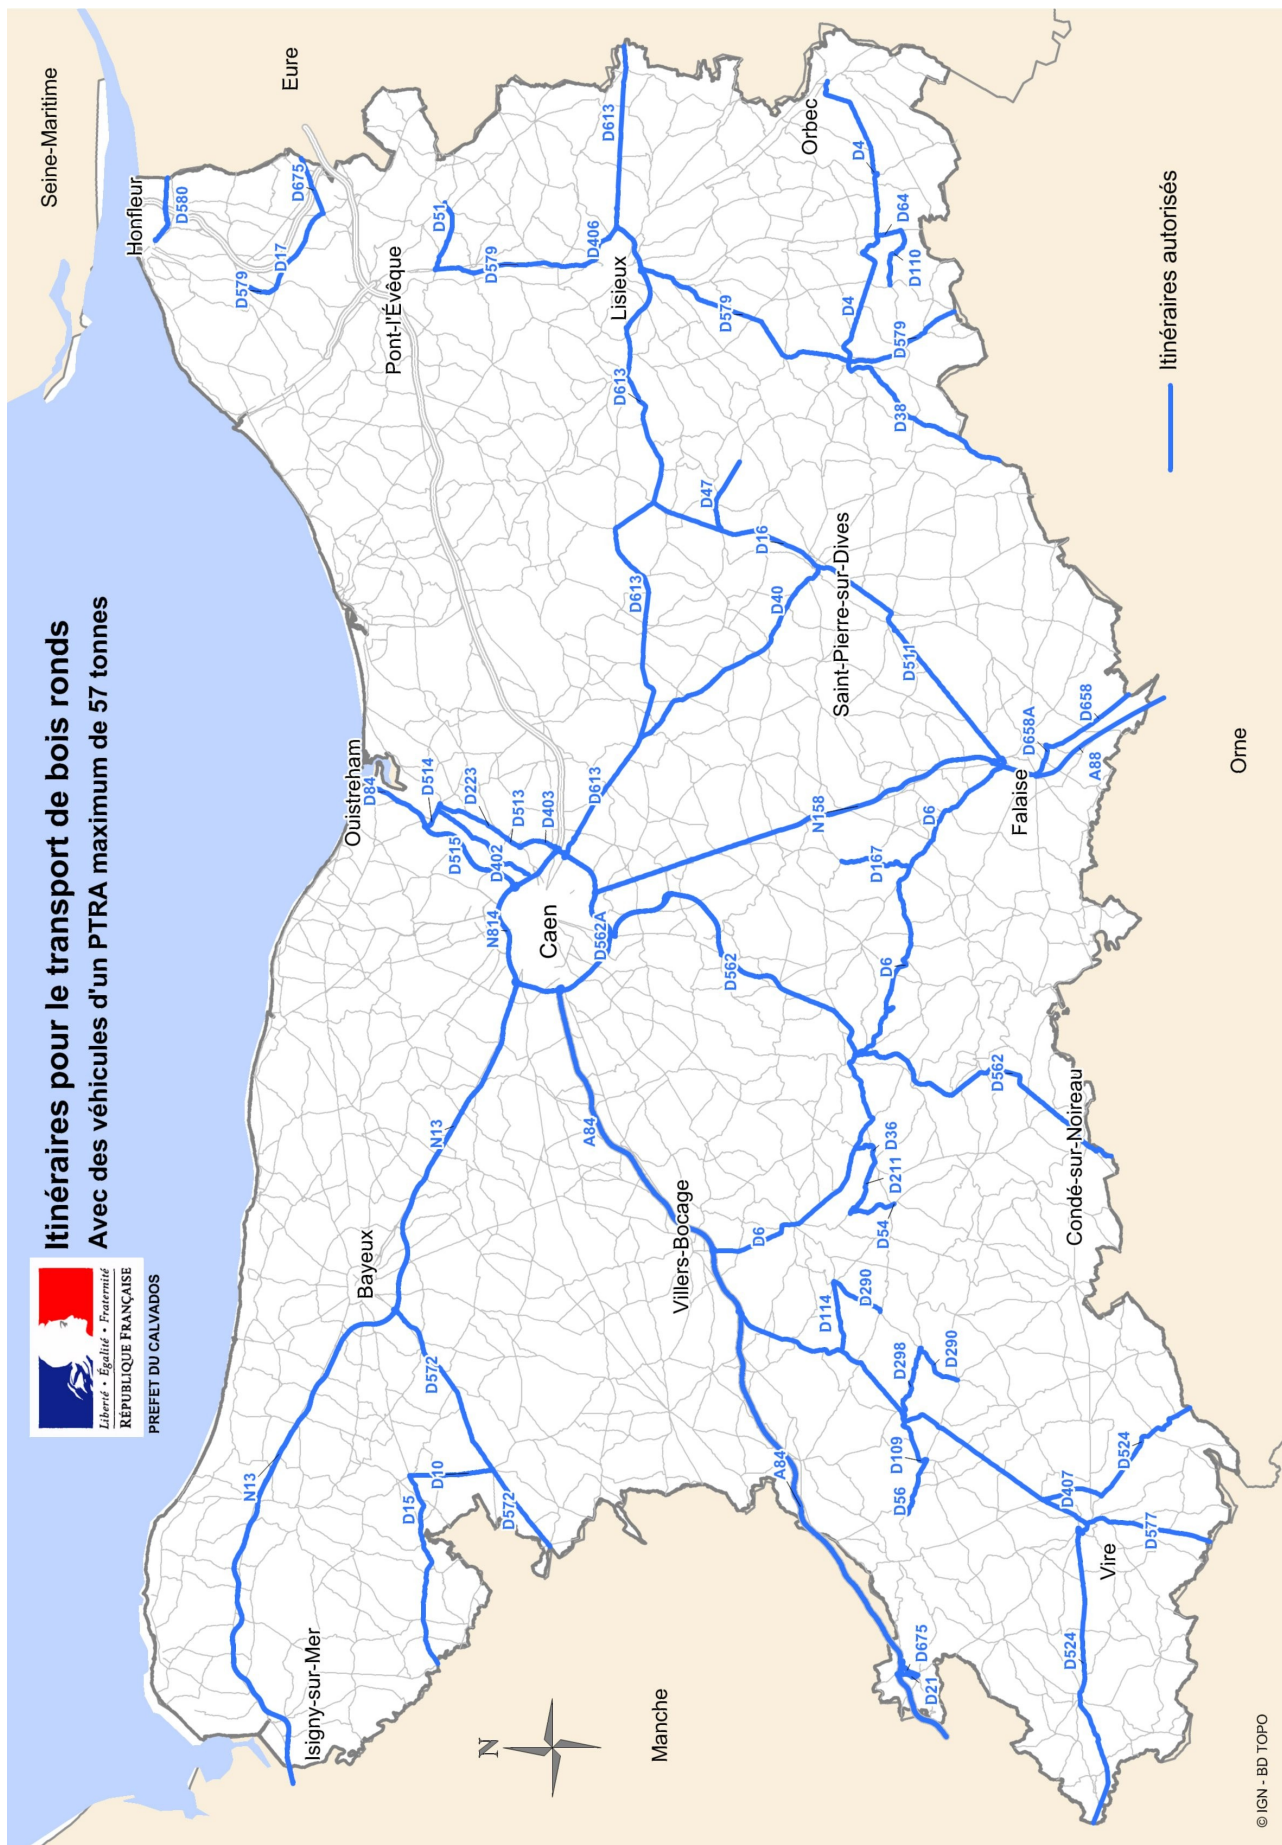 Itinéraires pour le transport de bois ronds
Avec des véhicules d'un PTRA maximum de 57 tonnes
Liberté • Égalité • Fraternité
RÉPUBLIQUE FRANÇAISE
PREFET DU CALVADOS
Seine-Maritime
Eure
Honfleur
D580
D675
D17
D579
Pont-l'Évêque
D51
D579
D406
D613
Lisieux
Orbec
D4
D64
D110
D4
D579
D579
D38
D613
D47
D16
Saint-Pierre-sur-Dives
D613
D40
D511
Ouistreham
D84
D514
D223
D513
D403
D515
D402
D613
N814
Caen
D562A
N158
D658A
D658
A88
Falaise
D6
D167
D562
D6
D562
Condé-sur-Noireau
N13
A84
Bayeux
Villers-Bocage
D6
D36
D211
D54
D290
D114
D298
D290
D572
N13
D10
D15
D572
A84
D109
D56
D524
D407
D577
Vire
D524
D675
D21
Isigny-sur-Mer
N
Manche
Orne
Itinéraires autorisés
© IGN - BD TOPO